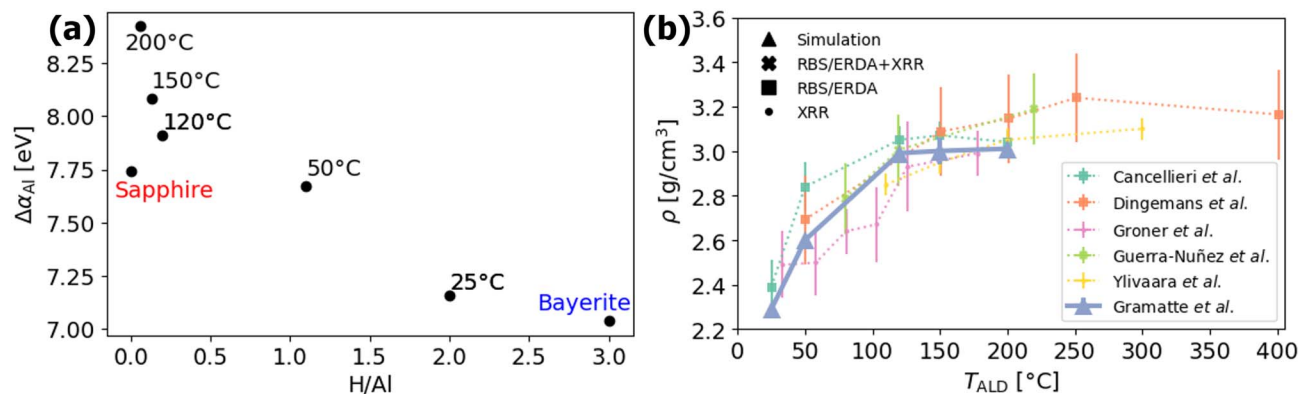 (a)
200°C
150°C
120°C
50°C
25°C
Sapphire
Bayerite
8.25
8.00
7.75
7.50
7.25
7.00
Δα_Al [eV]
0.0 0.5 1.0 1.5 2.0 2.5 3.0
H/Al
(b)
3.6
3.4
3.2
3.0
2.8
2.6
2.4
2.2
ρ [g/cm³]
Simulation
RBS/ERDA+XRR
RBS/ERDA
XRR
Cancellieri et al.
Dingemans et al.
Groner et al.
Guerra-Nuñez et al.
Ylivaara et al.
Gramatte et al.
0 50 100 150 200 250 300 350 400
T_ALD [°C]